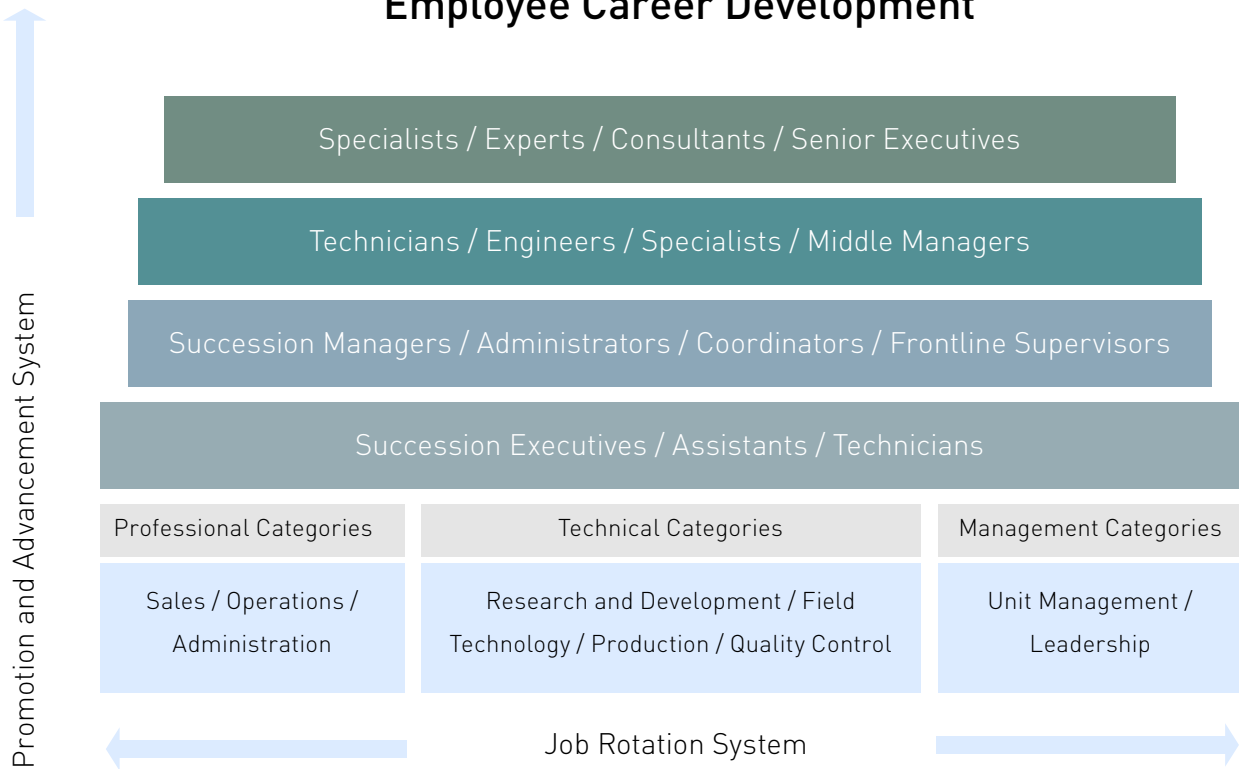 Employee Career Development
Specialists / Experts / Consultants / Senior Executives
Technicians / Engineers / Specialists / Middle Managers
Succession Managers / Administrators / Coordinators / Frontline Supervisors
Succession Executives / Assistants / Technicians
Professional Categories
Technical Categories
Management Categories
Sales / Operations /
Administration
Research and Development / Field
Technology / Production / Quality Control
Unit Management /
Leadership
Job Rotation System
Promotion and Advancement System